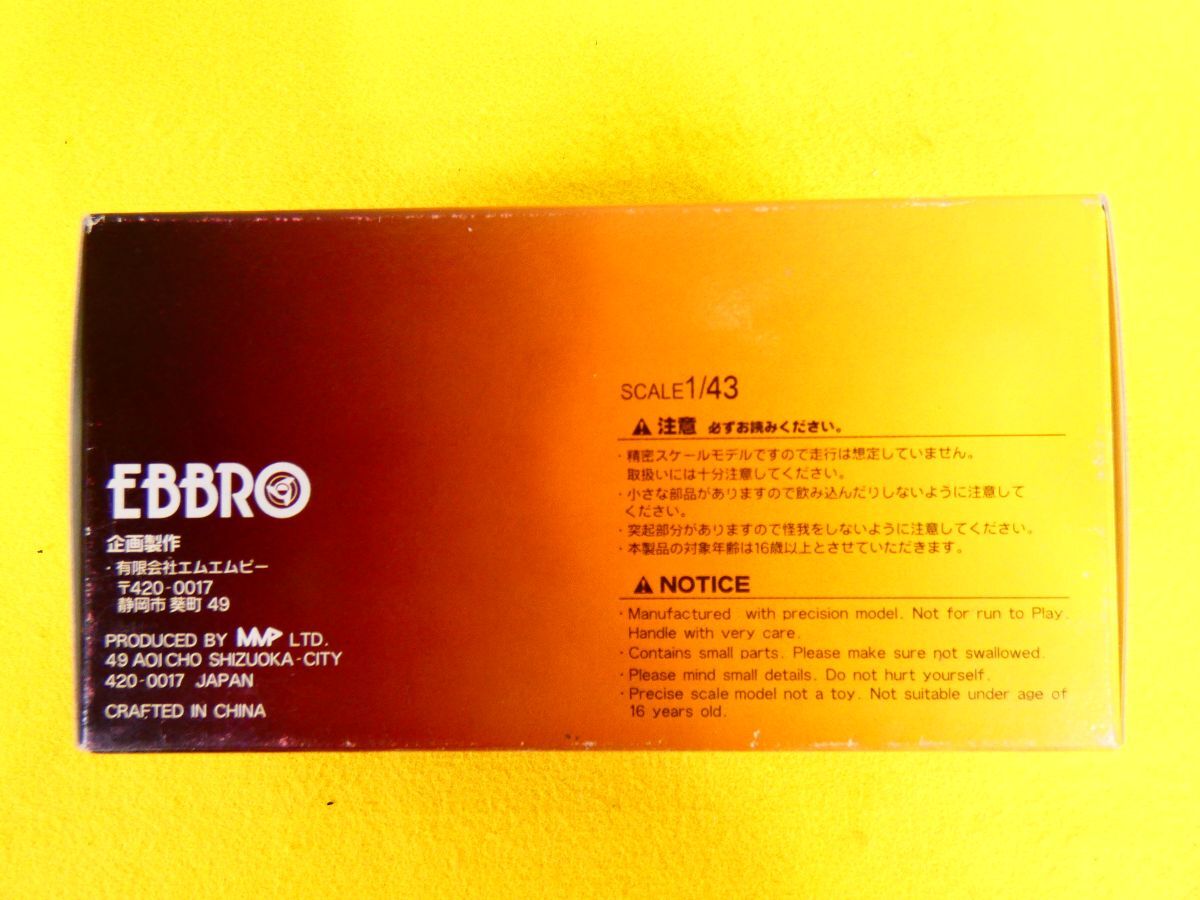 EBBRO
企画製作
・有限会社エムエムピー
〒420-0017
静岡市 葵町 49
PRODUCED BY MMP LTD.
49 AOI CHO SHIZUOKA-CITY
420-0017 JAPAN
CRAFTED IN CHINA
SCALE1/43
注意 必ずお読みください。
・精密スケールモデルですので走行は想定していません。
取扱いには十分注意してください。
・小さな部品がありますので飲み込んだりしないように注意して
ください。
・突起部分がありますので怪我をしないように注意してください。
・本製品の対象年齢は16歳以上とさせていただきます。
NOTICE
・Manufactured with precision model. Not for run to Play.
Handle with very care.
・Contains small parts. Please make sure not swallowed.
・Please mind small details. Do not hurt yourself.
・Precise scale model not a toy. Not suitable under age of
16 years old.